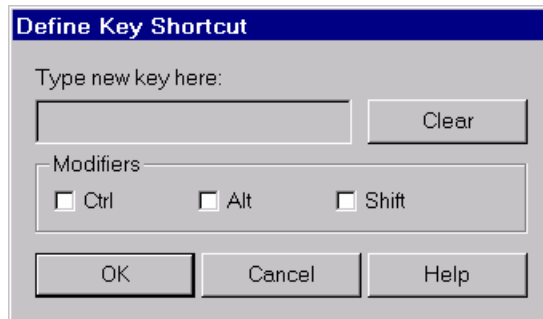 Define Key Shortcut
Type new key here:
Clear
Modifiers
Ctrl Alt Shift
OK Cancel Help